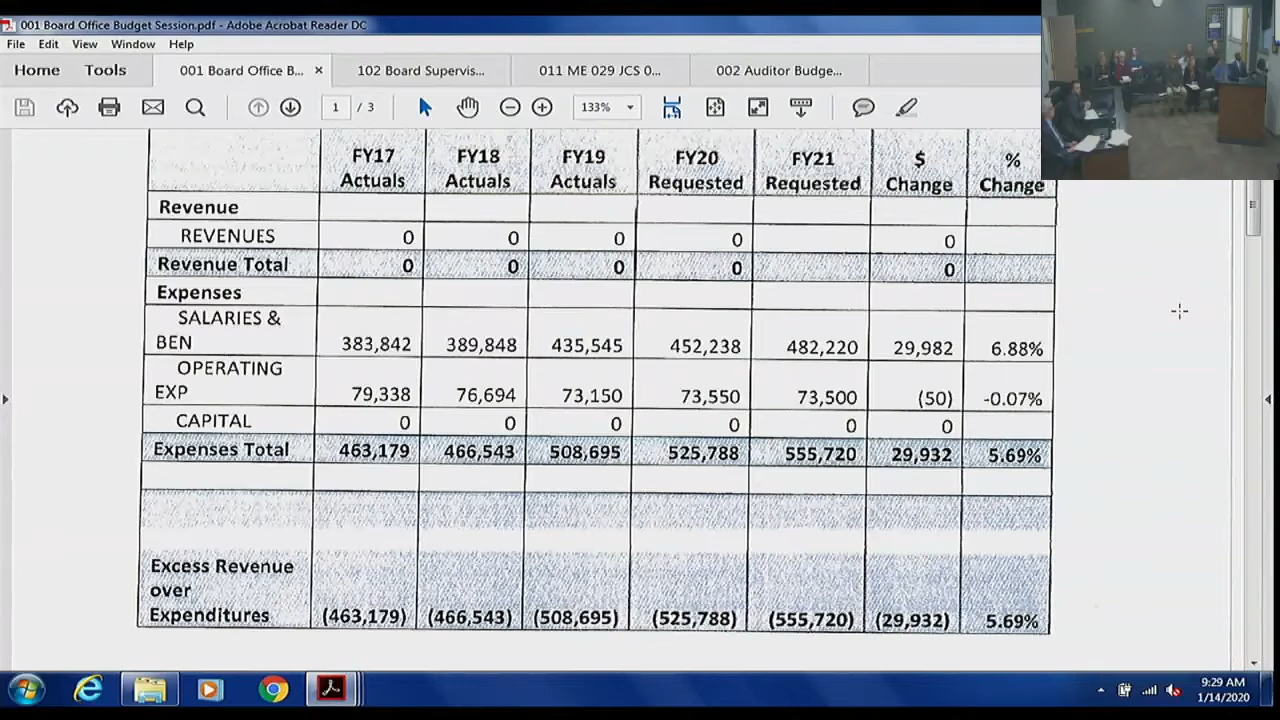 001 Board Office Budget Session.pdf - Adobe Acrobat Reader DC
File Edit View Window Help
Home Tools 001 Board Office B... × 102 Board Supervis... 011 ME 029 JCS 0... 002 Auditor Budge...
1 / 3 133%
FY17 Actuals FY18 Actuals FY19 Actuals FY20 Requested FY21 Requested $ Change % Change
Revenue
REVENUES 0 0 0 0 0
Revenue Total 0 0 0 0 0
Expenses
SALARIES &
BEN 383,842 389,848 435,545 452,238 482,220 29,982 6.88%
OPERATING
EXP 79,338 76,694 73,150 73,550 73,500 (50) -0.07%
CAPITAL 0 0 0 0 0 0
Expenses Total 463,179 466,543 508,695 525,788 555,720 29,932 5.69%
Excess Revenue
over
Expenditures (463,179) (466,543) (508,695) (525,788) (555,720) (29,932) 5.69%
9:29 AM
1/14/2020